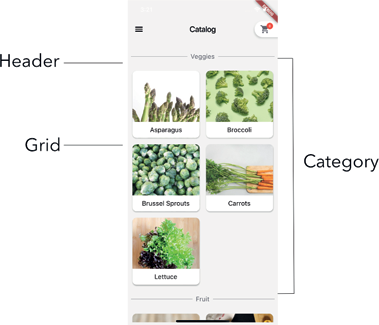 Catalog
Header
Veggies
Asparagus
Broccoli
Grid
Category
Brussel Sprouts
Carrots
Lettuce
Fruit